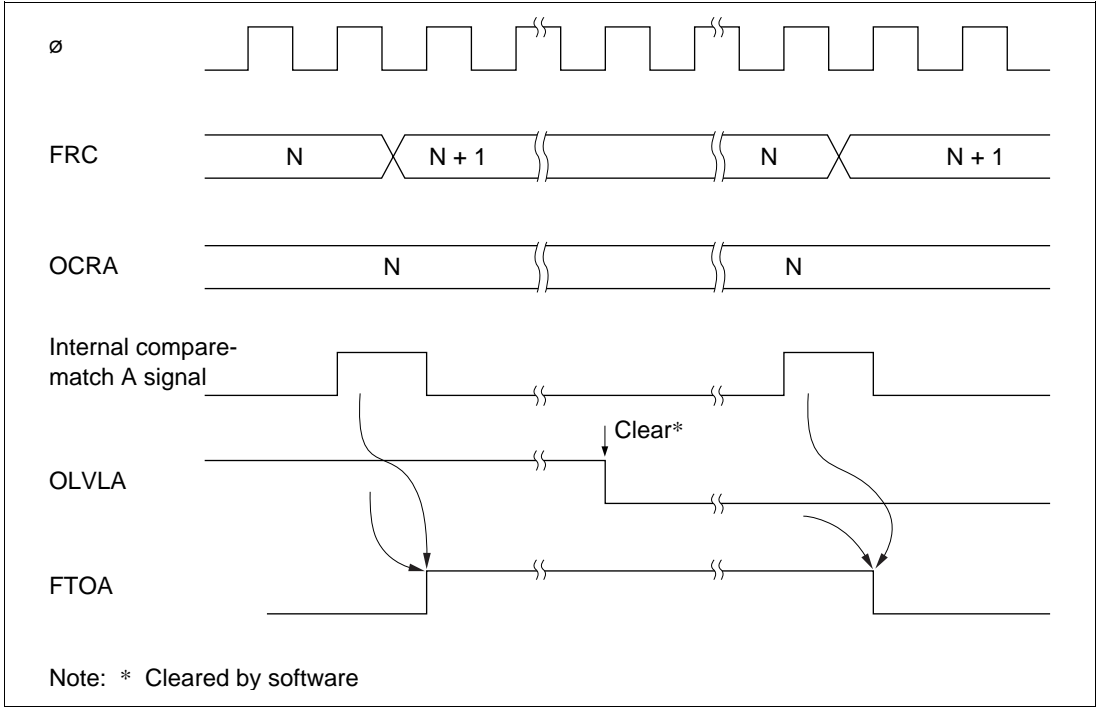 ø
FRC N N + 1 N N + 1
OCRA N N
Internal compare-
match A signal
Clear*
OLVLA
FTOA
Note: * Cleared by software